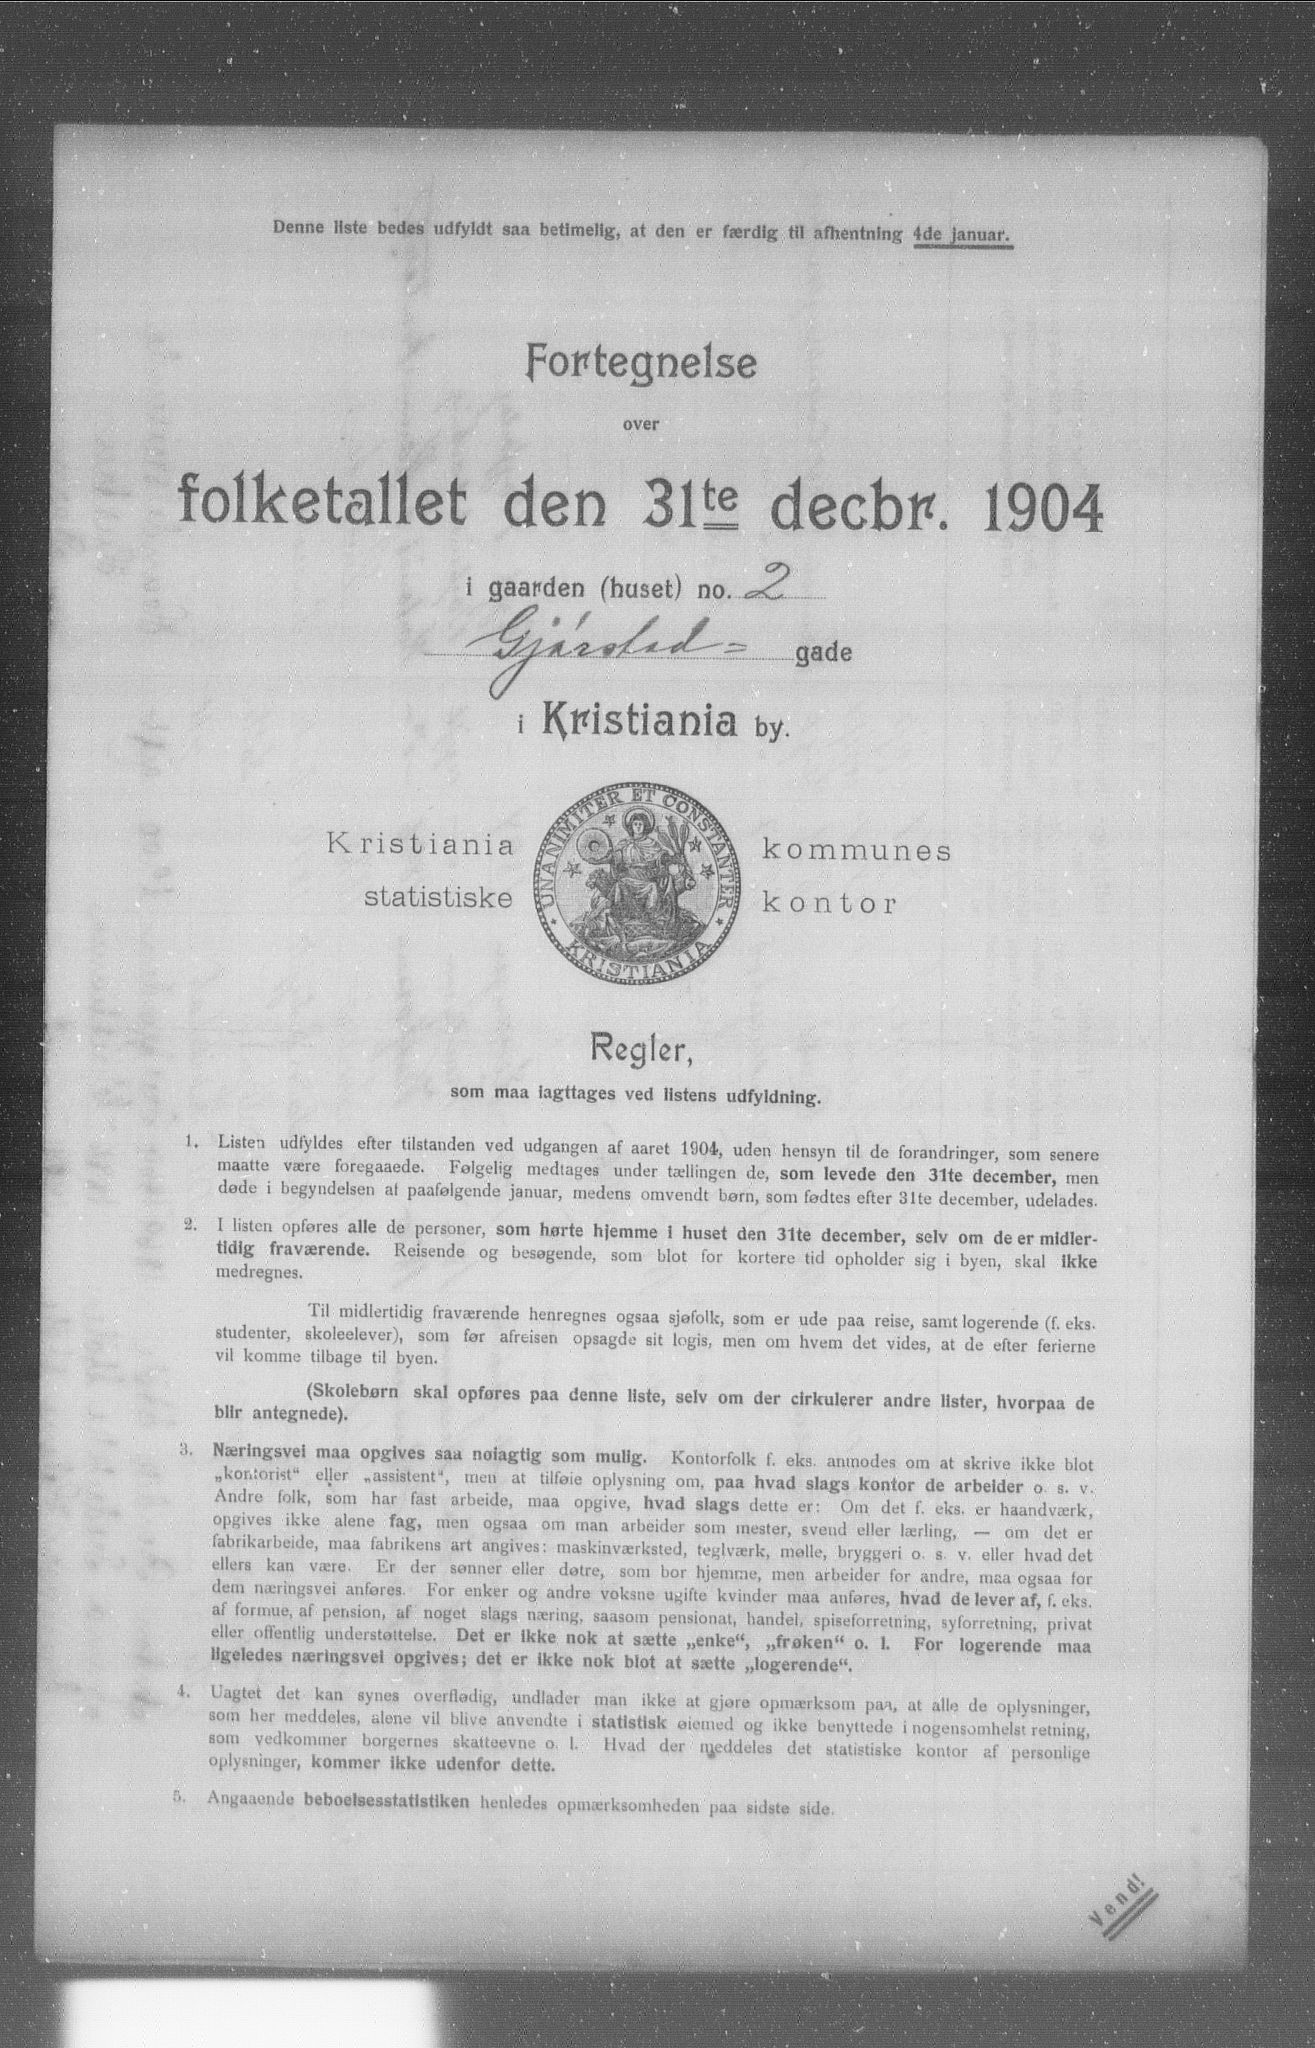 Denne liste bedes udfyldt saa betimelig, at den er færdig til afhentning 4de januar.
Fortegnelse
over
folketallet den 31te decbr. 1904
i gaarden (huset) no. 2
Gjørstad= gade
i Kristiania by.
Kristiania kommunes
statistiske kontor
UNANIMITER ET CONSTANTER
KRISTIANIA
Regler,
som maa iagttages ved listens udfyldning.
1. Listen udfyldes efter tilstanden ved udgangen af aaret 1904, uden hensyn til de forandringer, som senere
maatte være foregaaede. Følgelig medtages under tællingen de, som levede den 31te december, men
døde i begyndelsen af paafølgende januar, medens omvendt børn, som fødtes efter 31te december, udelades.
2. I listen opføres alle de personer, som hørte hjemme i huset den 31te december, selv om de er midler-
tidig fraværende. Reisende og besøgende, som blot for kortere tid opholder sig i byen, skal ikke
medregnes.
Til midlertidig fraværende henregnes ogsaa sjøfolk, som er ude paa reise, samt logerende (f. eks.
studenter, skoleelever), som før afreisen opsagde sit logis, men om hvem det vides, at de efter ferierne
vil komme tilbage til byen.
(Skolebørn skal opføres paa denne liste, selv om der cirkulerer andre lister, hvorpaa de
blir antegnede).
3. Næringsvei maa opgives saa nøiagtig som mulig. Kontorfolk f. eks. anmodes om at skrive ikke blot
„kontorist“ eller „assistent“, men at tilføie oplysning om, paa hvad slags kontor de arbeider o. s. v.
Andre folk, som har fast arbeide, maa opgive, hvad slags dette er: Om det f. eks. er haandværk,
opgives ikke alene fag, men ogsaa om man arbeider som mester, svend eller lærling, — om det er
fabrikarbeide, maa fabrikens art angives: maskinværksted, teglværk, mølle, bryggeri o. s. v. eller hvad det
ellers kan være. Er der sønner eller døtre, som bor hjemme, men arbeider for andre, maa ogsaa for
dem næringsvei anføres. For enker og andre voksne ugifte kvinder maa anføres, hvad de lever af, f. eks.
af formue, af pension, af noget slags næring, saasom pensionat, handel, spiseforretning, syforretning, privat
eller offentlig understøttelse. Det er ikke nok at sætte „enke“, „frøken“ o. l. For logerende maa
ligeledes næringsvei opgives; det er ikke nok blot at sætte „logerende“.
4. Uagtet det kan synes overflødig, undlader man ikke at gjøre opmærksom paa, at alle de oplysninger,
som her meddeles, alene vil blive anvendte i statistisk øiemed og ikke benyttede i nogensomhelst retning,
som vedkommer borgernes skatteevne o. l. Hvad der meddeles det statistiske kontor af personlige
oplysninger, kommer ikke udenfor dette.
5. Angaaende beboelsesstatistiken henledes opmærksomheden paa sidste side.
Vend!